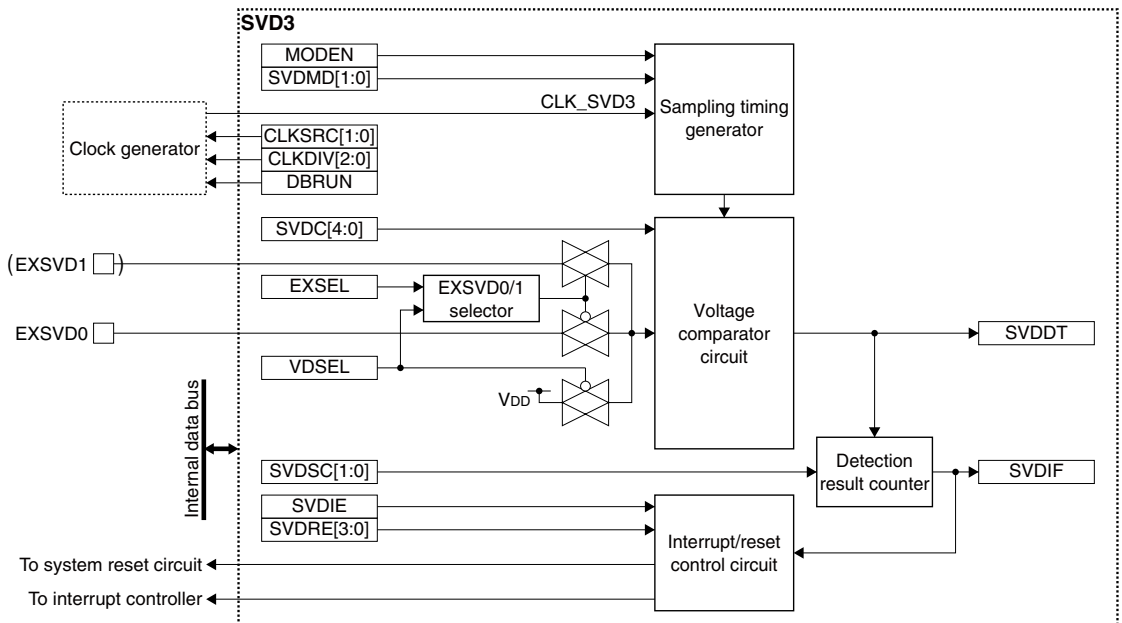 SVD3
MODEN
SVDMD[1:0]
CLK_SVD3
Sampling timing
generator
Clock generator
CLKSRC[1:0]
CLKDIV[2:0]
DBRUN
SVDC[4:0]
(EXSVD1 )
EXSEL
EXSVD0/1
selector
Voltage
comparator
circuit
EXSVD0
SVDDT
VDSEL
VDD
Internal data bus
SVDSC[1:0]
Detection
result counter
SVDIF
SVDIE
SVDRE[3:0]
Interrupt/reset
control circuit
To system reset circuit
To interrupt controller